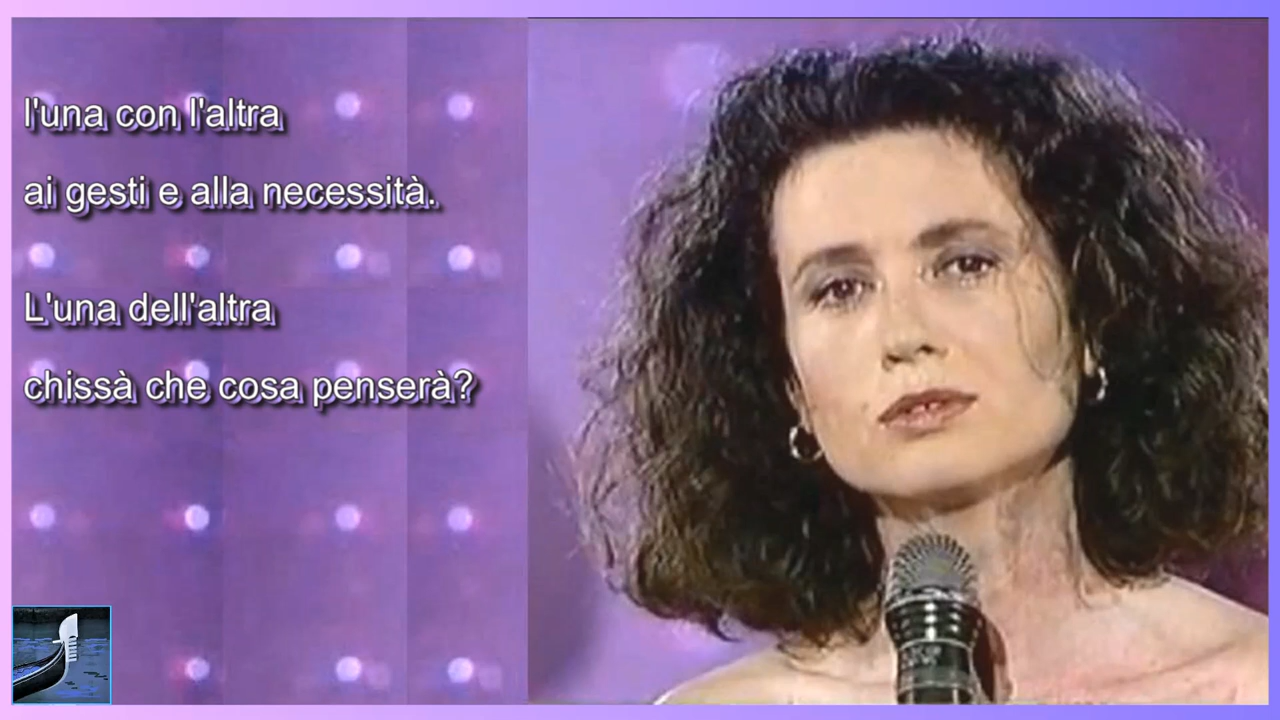 l'una con l'altra
ai gesti e alla necessità.
L'una dell'altra
chissà che cosa penserà?